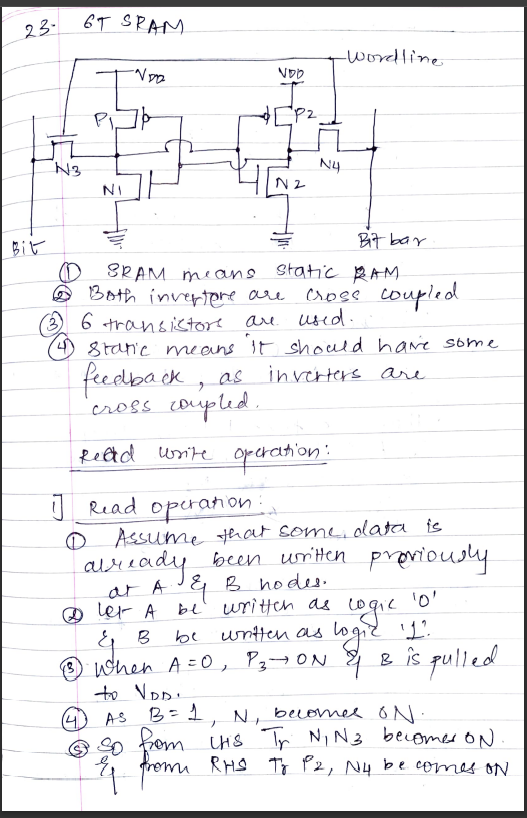 23. 6T SRAM
Wordline
VDD
VDD
P1
P2
N3
N4
N1
N2
Bit
Bit bar
① SRAM means static RAM
② Both inverters are cross coupled
③ 6 transistors are used.
④ Static means it should have some
feedback, as inverters are
cross coupled.
Read write operation:
1] Read operation:
① Assume that some data is
already been written previously
at A & B nodes.
② let A be written as logic '0'
& B be written as logic '1'.
③ When A=0, P3→ON & B is pulled
to VDD.
④ As B=1, N1 becomes ON.
⑤ So from LHS Tr N1N3 becomes ON.
& from RHS Tr P2, N4 becomes ON